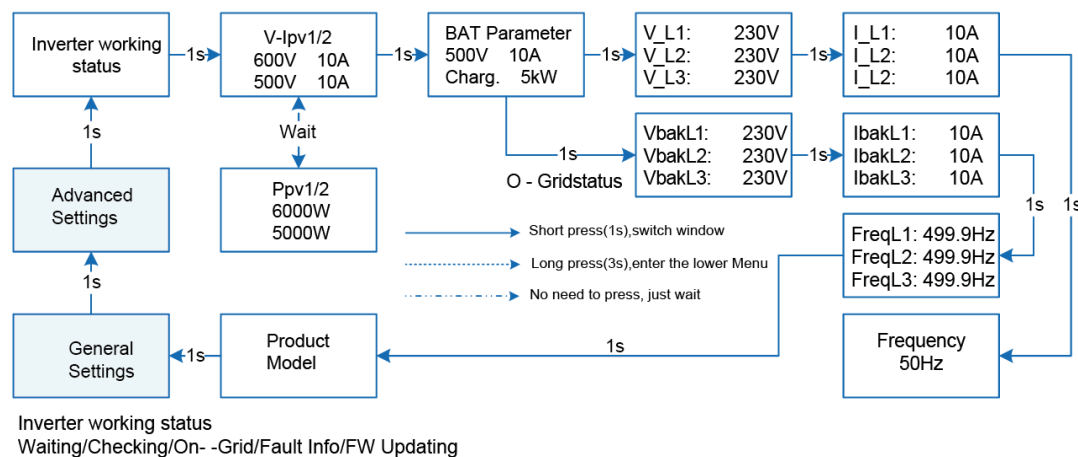 Inverter working
status
1s
V-Ipv1/2
600V 10A
500V 10A
1s
BAT Parameter
500V 10A
Charg. 5kW
1s
V_L1: 230V
V_L2: 230V
V_L3: 230V
1s
I_L1: 10A
I_L2: 10A
I_L2: 10A
1s
Wait
1s
O - Gridstatus
VbakL1: 230V
VbakL2: 230V
VbakL3: 230V
1s
IbakL1: 10A
IbakL2: 10A
IbakL3: 10A
1s
1s
Advanced
Settings
Ppv1/2
6000W
5000W
Short press(1s),switch window
Long press(3s),enter the lower Menu
No need to press, just wait
FreqL1: 499.9Hz
FreqL2: 499.9Hz
FreqL3: 499.9Hz
1s
General
Settings
1s
Product
Model
1s
Frequency
50Hz
Inverter working status
Waiting/Checking/On- -Grid/Fault Info/FW Updating